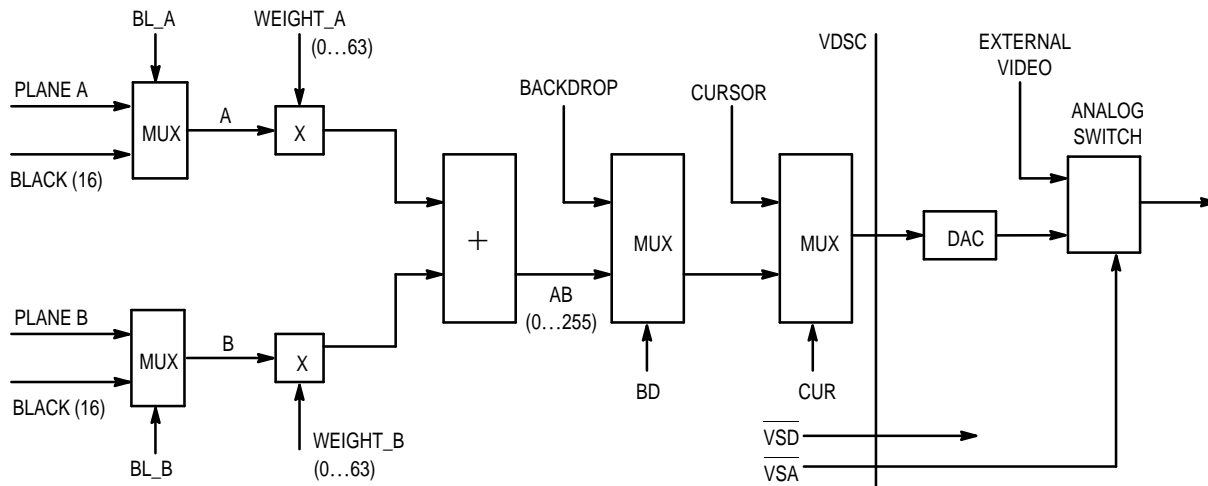 BL_A
WEIGHT_A
(0…63)
VDSC
EXTERNAL
VIDEO
PLANE A
BACKDROP
CURSOR
ANALOG
SWITCH
MUX
A
X
BLACK (16)
+
MUX
MUX
DAC
PLANE B
AB
(0…255)
MUX
B
X
BD
CUR
BLACK (16)
VSD
WEIGHT_B
(0…63)
BL_B
VSA